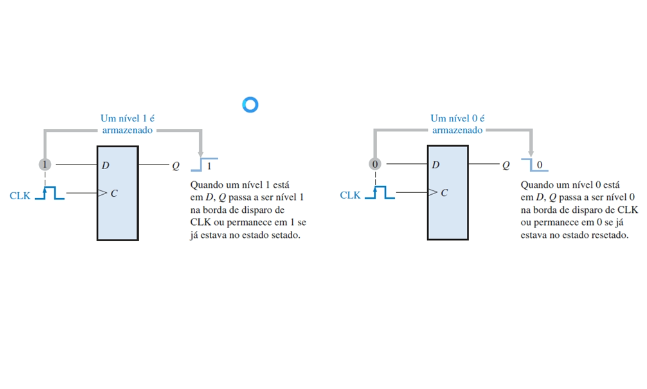 Um nível 1 é
armazenado
1
D
Q
1
CLK
C
Quando um nível 1 está
em D, Q passa a ser nível 1
na borda de disparo de
CLK ou permanece em 1 se
já estava no estado setado.
Um nível 0 é
armazenado
0
D
Q
0
CLK
C
Quando um nível 0 está
em D, Q passa a ser nível 0
na borda de disparo de CLK
ou permanece em 0 se já
estava no estado resetado.